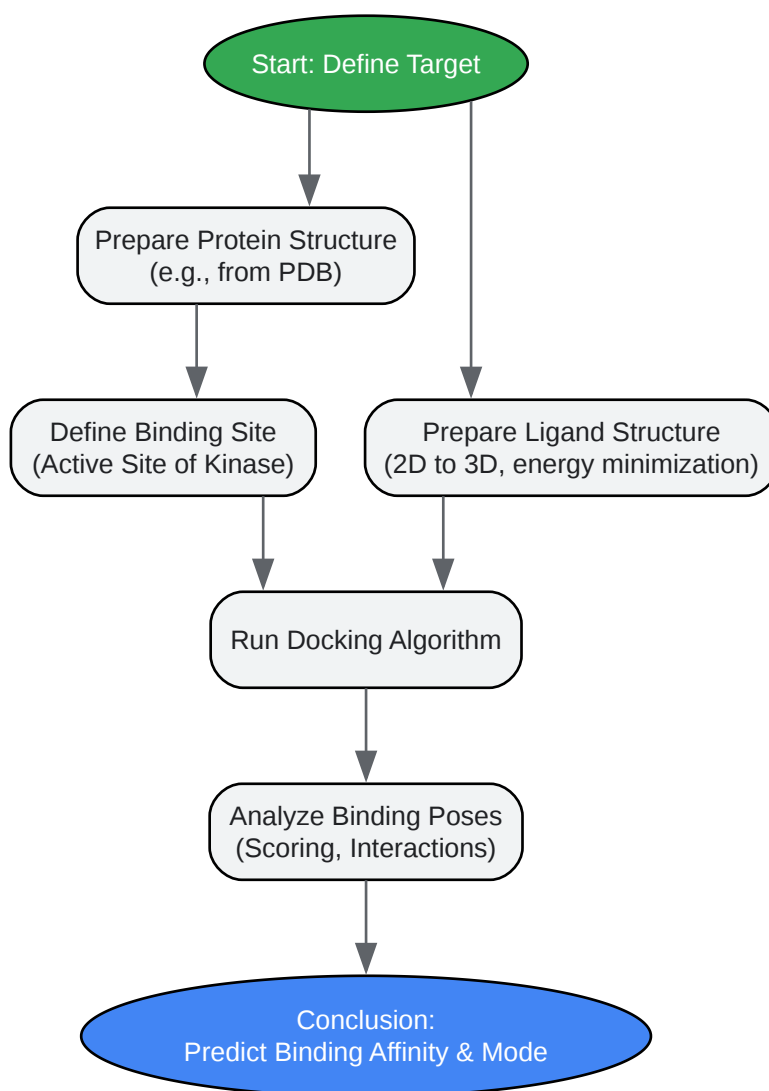 Start: Define Target
Prepare Protein Structure
(e.g., from PDB)
Define Binding Site
(Active Site of Kinase)
Prepare Ligand Structure
(2D to 3D, energy minimization)
Run Docking Algorithm
Analyze Binding Poses
(Scoring, Interactions)
Conclusion:
Predict Binding Affinity & Mode